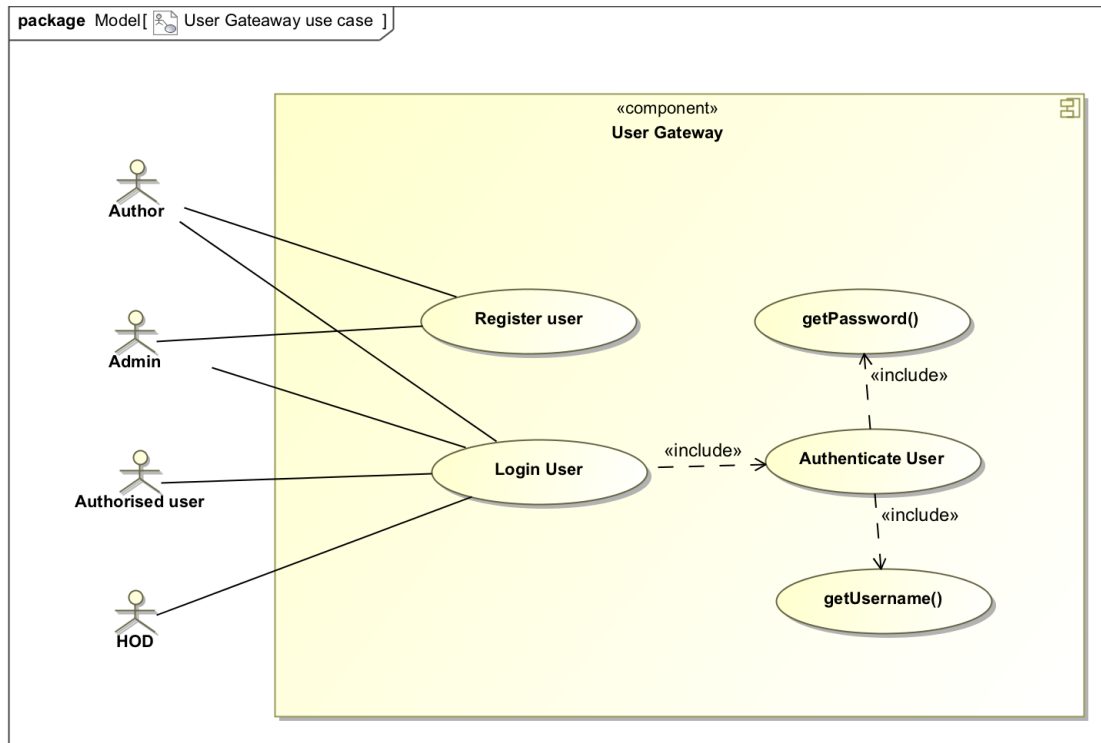 package Model[ User Gateaway use case ]
«component»
User Gateway
Author
Admin
Authorised user
HOD
Register user
Login User
«include»
getPassword()
«include»
Authenticate User
«include»
getUsername()